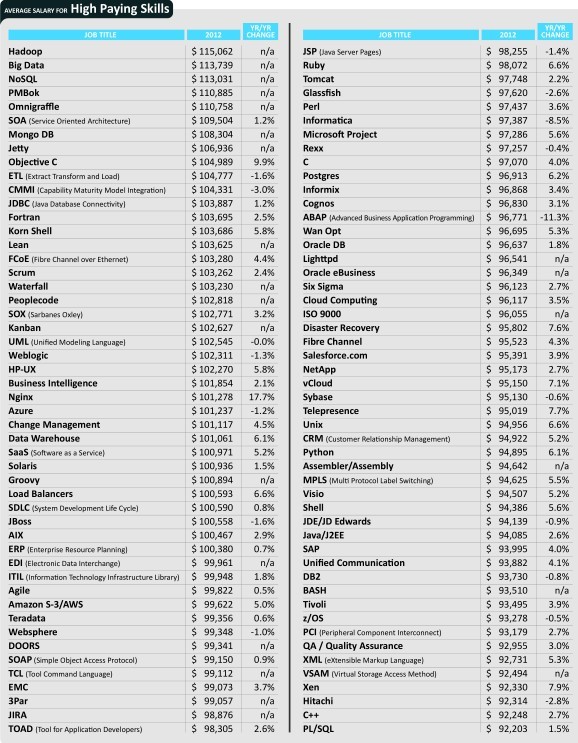 AVERAGE SALARY FOR High Paying Skills
JOB TITLE 2012 YR/YR CHANGE
Hadoop $ 115,062 n/a
Big Data $ 113,739 n/a
NoSQL $ 113,031 n/a
PMBok $ 110,885 n/a
Omnigraffle $ 110,758 n/a
SOA (Service Oriented Architecture) $ 109,504 1.2%
Mongo DB $ 108,304 n/a
Jetty $ 106,936 n/a
Objective C $ 104,989 9.9%
ETL (Extract Transform and Load) $ 104,777 -1.6%
CMMI (Capability Maturity Model Integration) $ 104,331 -3.0%
JDBC (Java Database Connectivity) $ 103,887 1.2%
Fortran $ 103,695 2.5%
Korn Shell $ 103,686 5.8%
Lean $ 103,625 n/a
FCoE (Fibre Channel over Ethernet) $ 103,280 4.4%
Scrum $ 103,262 2.4%
Waterfall $ 103,230 n/a
Peoplecode $ 102,818 n/a
SOX (Sarbanes Oxley) $ 102,771 3.2%
Kanban $ 102,627 n/a
UML (Unified Modeling Language) $ 102,545 -0.0%
Weblogic $ 102,311 -1.3%
HP-UX $ 102,270 5.8%
Business Intelligence $ 101,854 2.1%
Nginx $ 101,278 17.7%
Azure $ 101,237 -1.2%
Change Management $ 101,117 4.5%
Data Warehouse $ 101,061 6.1%
SaaS (Software as a Service) $ 100,971 5.2%
Solaris $ 100,936 1.5%
Groovy $ 100,894 n/a
Load Balancers $ 100,593 6.6%
SDLC (System Development Life Cycle) $ 100,590 0.8%
JBoss $ 100,558 -1.6%
AIX $ 100,467 2.9%
ERP (Enterprise Resource Planning) $ 100,380 0.7%
EDI (Electronic Data Interchange) $ 99,961 n/a
ITIL (Information Technology Infrastructure Library) $ 99,948 1.8%
Agile $ 99,822 0.5%
Amazon S-3/AWS $ 99,622 5.0%
Teradata $ 99,356 0.6%
Websphere $ 99,348 -1.0%
DOORS $ 99,341 n/a
SOAP (Simple Object Access Protocol) $ 99,150 0.9%
TCL (Tool Command Language) $ 99,112 n/a
EMC $ 99,073 3.7%
3Par $ 99,057 n/a
JIRA $ 98,876 n/a
TOAD (Tool for Application Developers) $ 98,305 2.6%
JOB TITLE 2012 YR/YR CHANGE
JSP (Java Server Pages) $ 98,255 -1.4%
Ruby $ 98,072 6.6%
Tomcat $ 97,748 2.2%
Glassfish $ 97,620 -2.6%
Perl $ 97,437 3.6%
Informatica $ 97,387 -8.5%
Microsoft Project $ 97,286 5.6%
Rexx $ 97,257 -0.4%
C $ 97,070 4.0%
Postgres $ 96,913 6.2%
Informix $ 96,868 3.4%
Cognos $ 96,830 3.1%
ABAP (Advanced Business Application Programming) $ 96,771 -11.3%
Wan Opt $ 96,695 5.3%
Oracle DB $ 96,637 1.8%
Lighttpd $ 96,541 n/a
Oracle eBusiness $ 96,349 n/a
Six Sigma $ 96,123 2.7%
Cloud Computing $ 96,117 3.5%
ISO 9000 $ 96,055 n/a
Disaster Recovery $ 95,802 7.6%
Fibre Channel $ 95,523 4.3%
Salesforce.com $ 95,391 3.9%
NetApp $ 95,173 2.7%
vCloud $ 95,150 7.1%
Sybase $ 95,130 -0.6%
Telepresence $ 95,019 7.7%
Unix $ 94,956 6.6%
CRM (Customer Relationship Management) $ 94,922 5.2%
Python $ 94,895 6.1%
Assembler/Assembly $ 94,642 n/a
MPLS (Multi Protocol Label Switching) $ 94,625 5.5%
Visio $ 94,507 5.2%
Shell $ 94,386 5.6%
JDE/JD Edwards $ 94,139 -0.9%
Java/J2EE $ 94,085 2.6%
SAP $ 93,995 4.0%
Unified Communication $ 93,882 4.1%
DB2 $ 93,730 -0.8%
BASH $ 93,510 n/a
Tivoli $ 93,495 3.9%
z/OS $ 93,278 -0.5%
PCI (Peripheral Component Interconnect) $ 93,179 2.7%
QA / Quality Assurance $ 92,955 3.0%
XML (eXtensible Markup Language) $ 92,731 5.3%
VSAM (Virtual Storage Access Method) $ 92,494 n/a
Xen $ 92,330 7.9%
Hitachi $ 92,314 -2.8%
C++ $ 92,248 2.7%
PL/SQL $ 92,203 1.5%